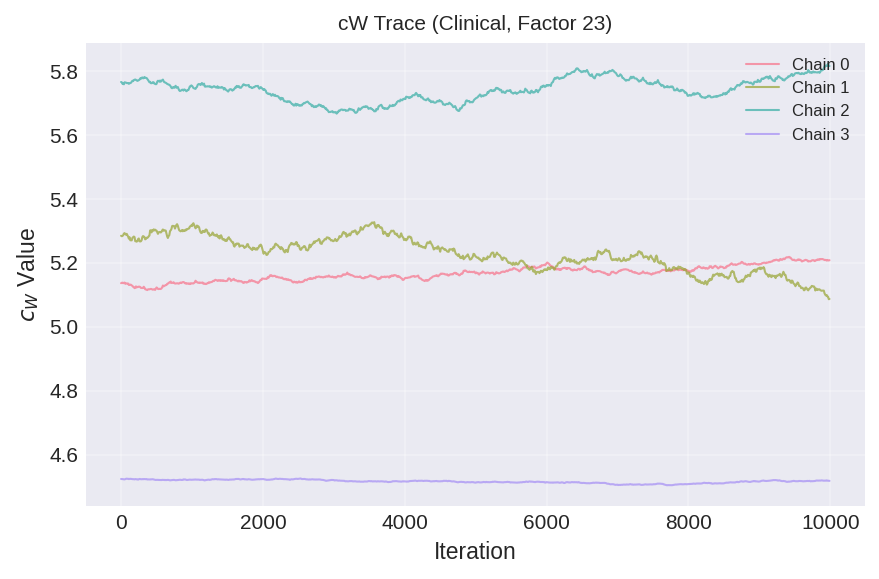 cW Trace (Clinical, Factor 23)
Chain 0
Chain 1
Chain 2
Chain 3
5.8
5.6
5.4
5.2
5.0
4.8
4.6
c_W Value
0 2000 4000 6000 8000 10000
Iteration